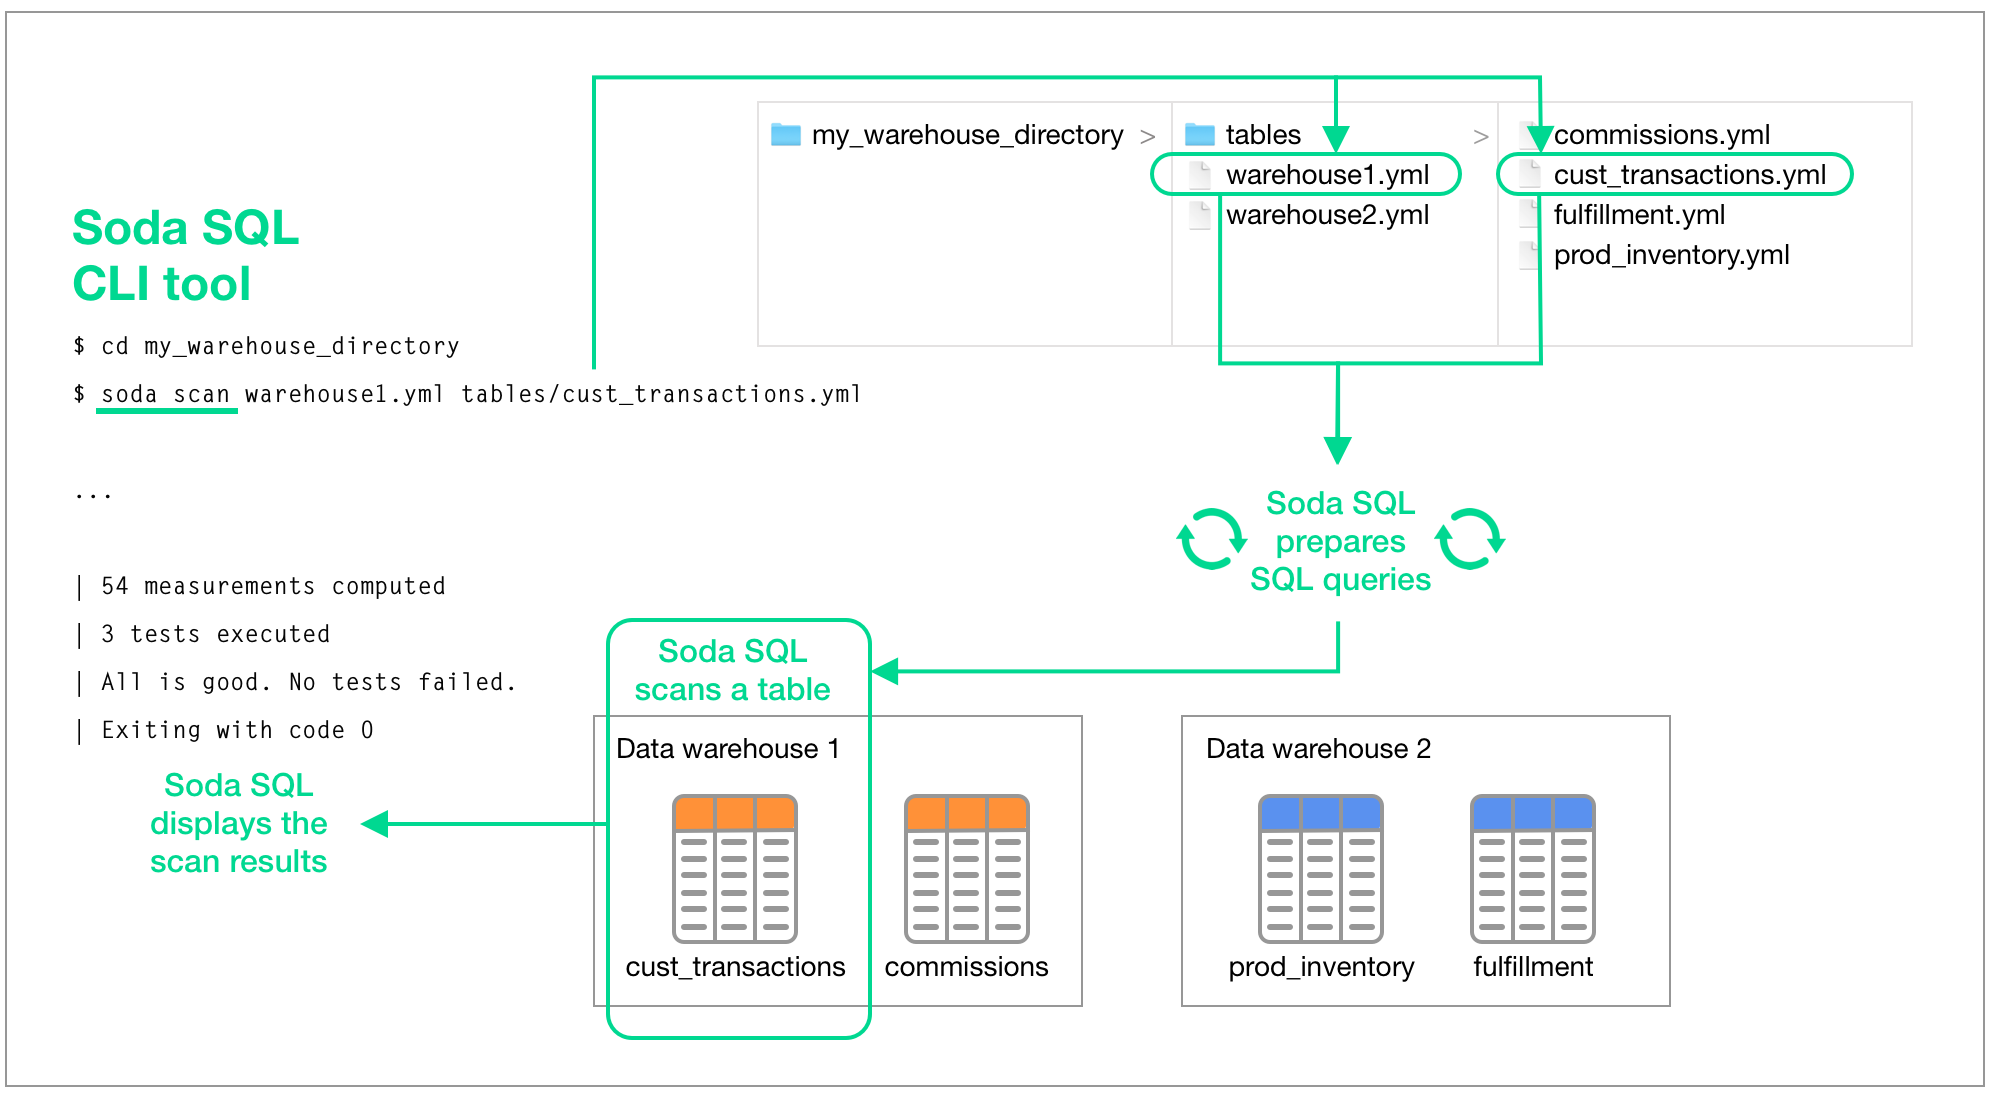 Soda SQL
CLI tool
$ cd my_warehouse_directory
$ soda scan warehouse1.yml tables/cust_transactions.yml
...
| 54 measurements computed
| 3 tests executed
| All is good. No tests failed.
| Exiting with code 0
my_warehouse_directory >
tables >
warehouse1.yml
warehouse2.yml
commissions.yml
cust_transactions.yml
fulfillment.yml
prod_inventory.yml
Soda SQL
prepares
SQL queries
Soda SQL
scans a table
Data warehouse 1
cust_transactions
commissions
Data warehouse 2
prod_inventory
fulfillment
Soda SQL
displays the
scan results